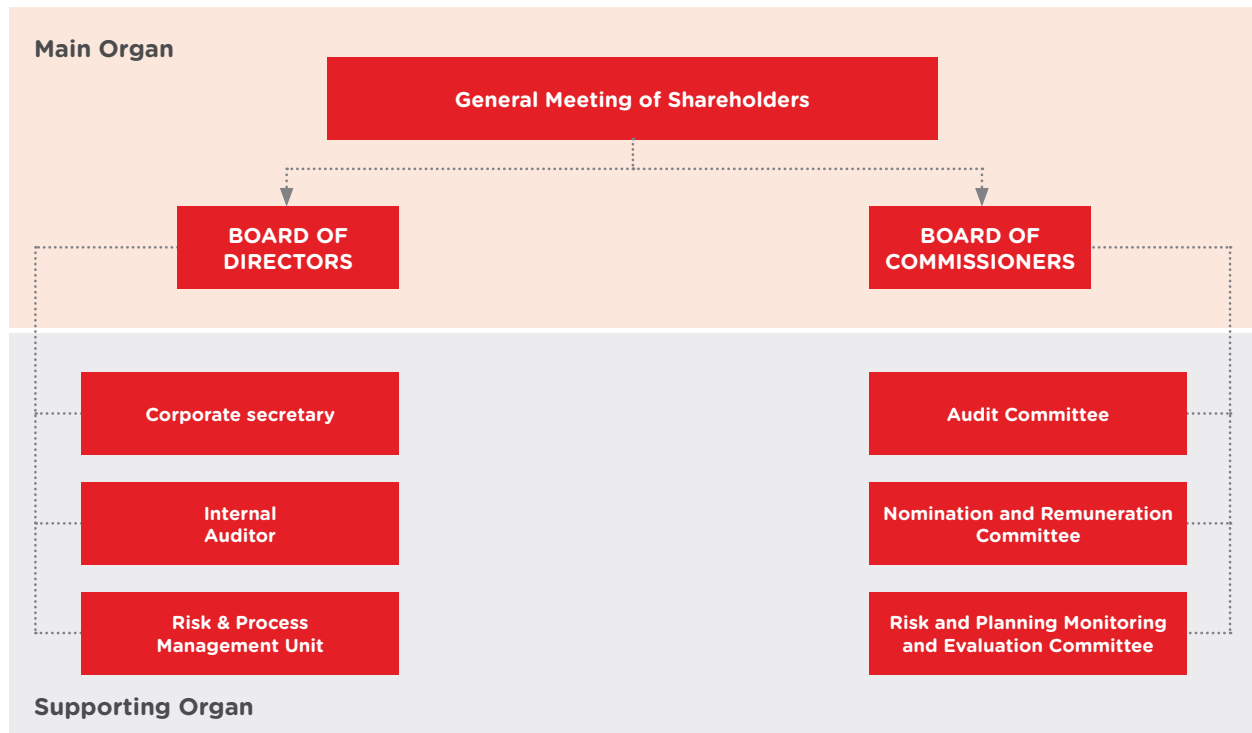 Main Organ
General Meeting of Shareholders
BOARD OF
DIRECTORS
BOARD OF
COMMISSIONERS
Corporate secretary
Audit Committee
Internal
Auditor
Nomination and Remuneration
Committee
Risk & Process
Management Unit
Risk and Planning Monitoring
and Evaluation Committee
Supporting Organ